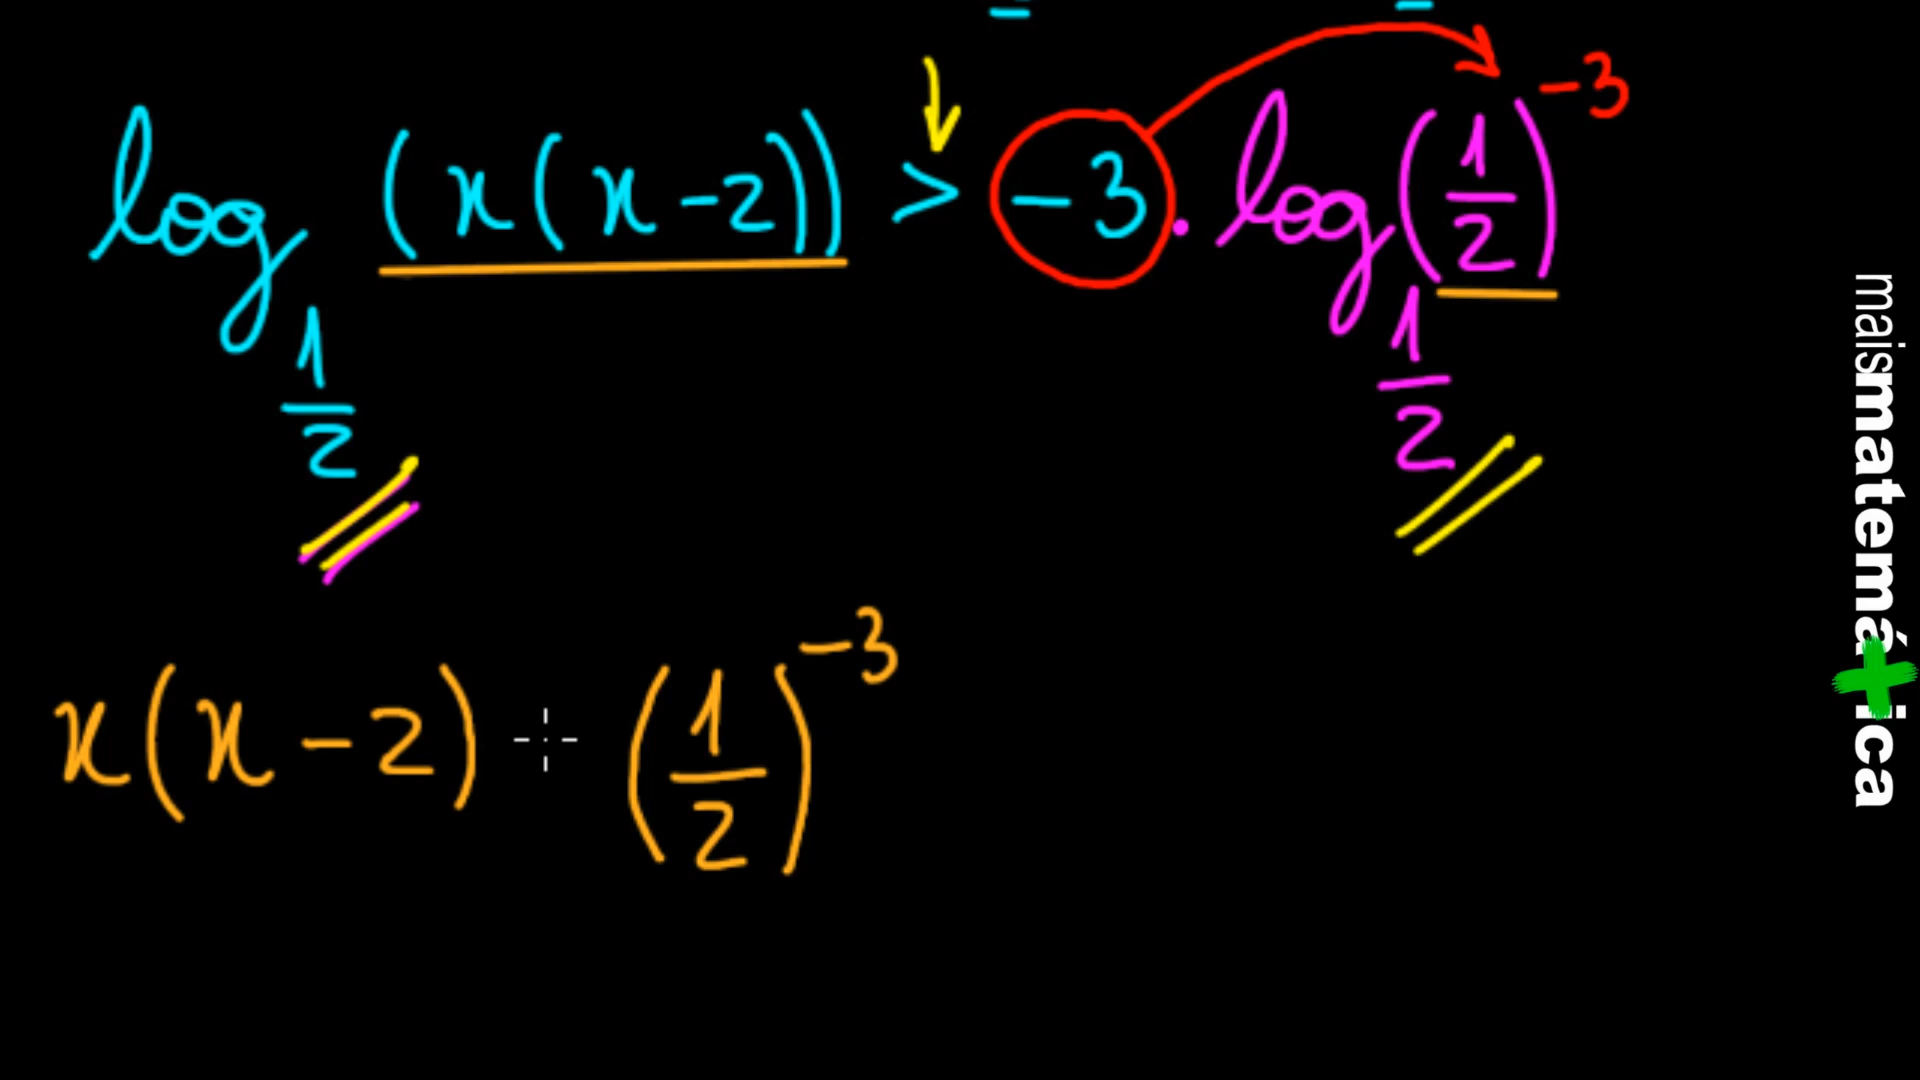 log_{1/2} (x(x-2)) > -3 . log_{1/2} (1/2)^{-3}
x(x-2) (1/2)^{-3}
maismatemática